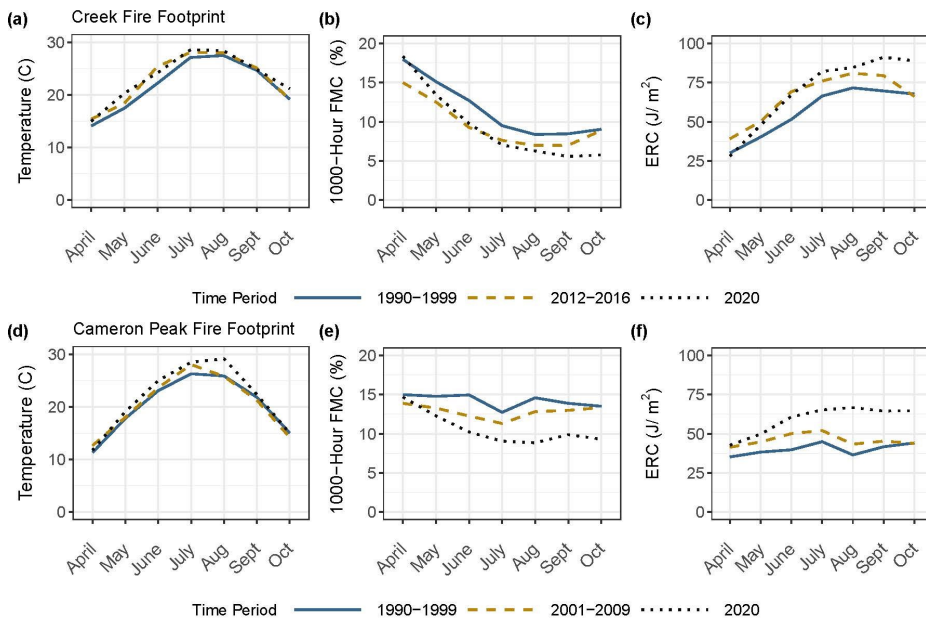 (a) Creek Fire Footprint (b) (c)
Temperature (C)
30
20
10
0
April May June July Aug Sept Oct
1000−Hour FMC (%)
20
15
10
5
0
April May June July Aug Sept Oct
ERC (J/ m²)
100
75
50
25
0
April May June July Aug Sept Oct
Time Period 1990−1999 2012−2016 2020
(d) Cameron Peak Fire Footprint (e) (f)
Temperature (C)
30
20
10
0
April May June July Aug Sept Oct
1000−Hour FMC (%)
20
15
10
5
0
April May June July Aug Sept Oct
ERC (J/ m²)
100
75
50
25
0
April May June July Aug Sept Oct
Time Period 1990−1999 2001−2009 2020